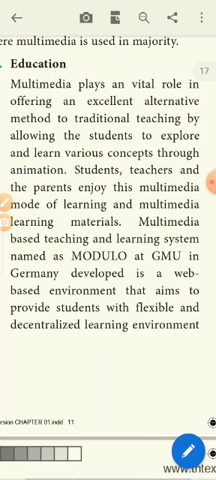 ere multimedia is used in majority.
Education
17
Multimedia plays an vital role in
offering an excellent alternative
method to traditional teaching by
allowing the students to explore
and learn various concepts through
animation. Students, teachers and
the parents enjoy this multimedia
mode of learning and multimedia
learning materials. Multimedia
based teaching and learning system
named as MODULO at GMU in
Germany developed is a web-
based environment that aims to
provide students with flexible and
decentralized learning environment
ersion CHAPTER 01.indd 11
www.tntex